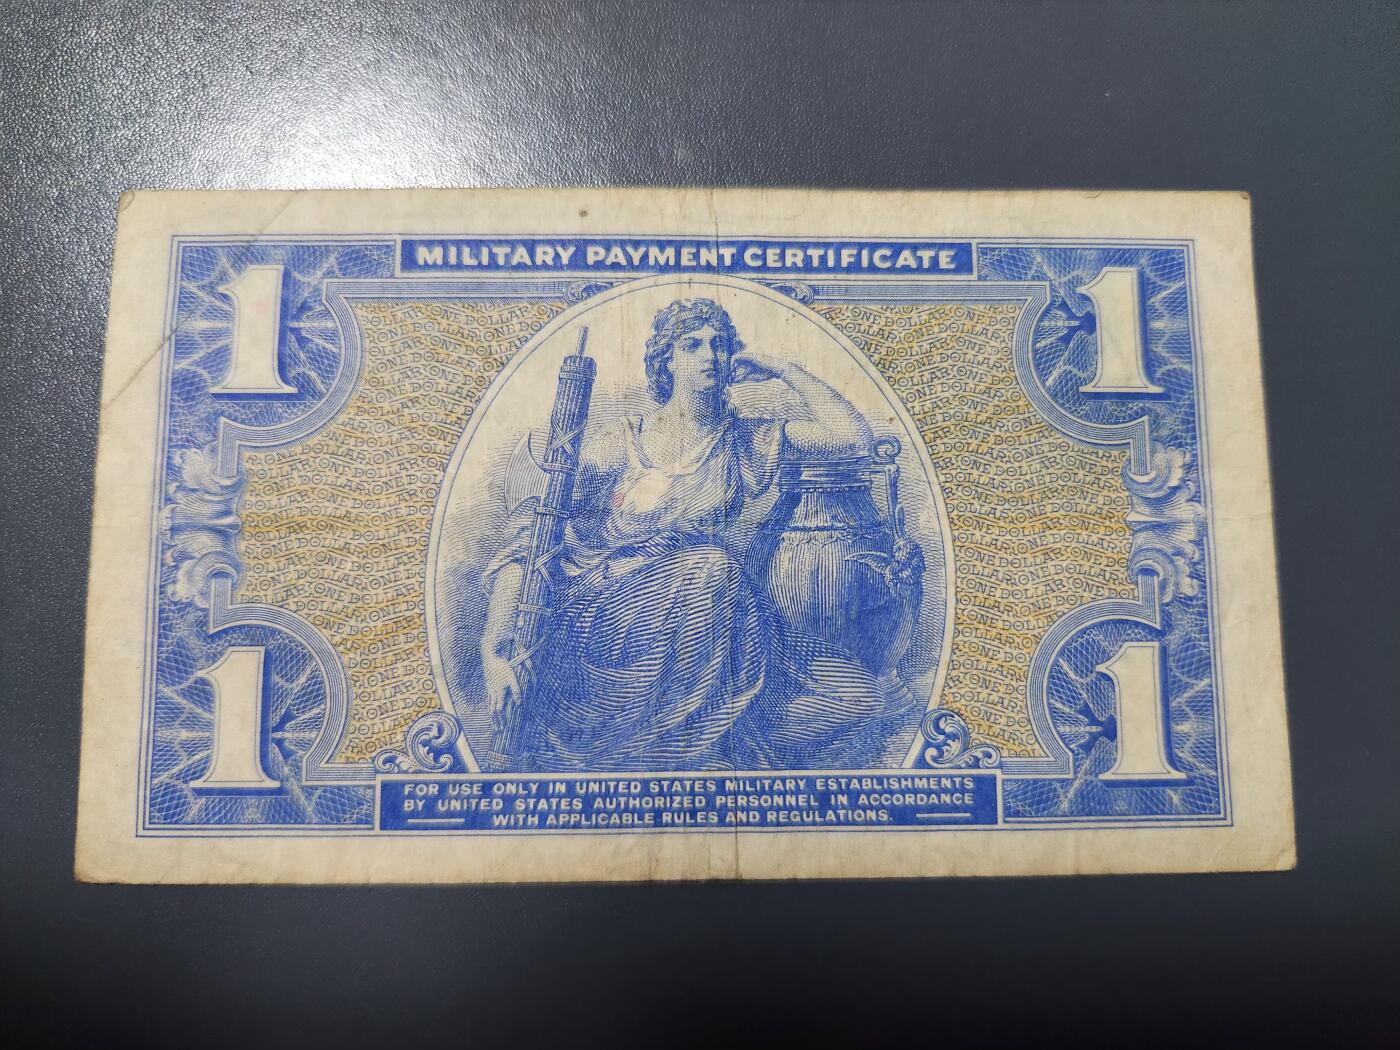 MILITARY PAYMENT CERTIFICATE
1 1
1 1
FOR USE ONLY IN UNITED STATES MILITARY ESTABLISHMENTS
BY UNITED STATES AUTHORIZED PERSONNEL IN ACCORDANCE
WITH APPLICABLE RULES AND REGULATIONS.